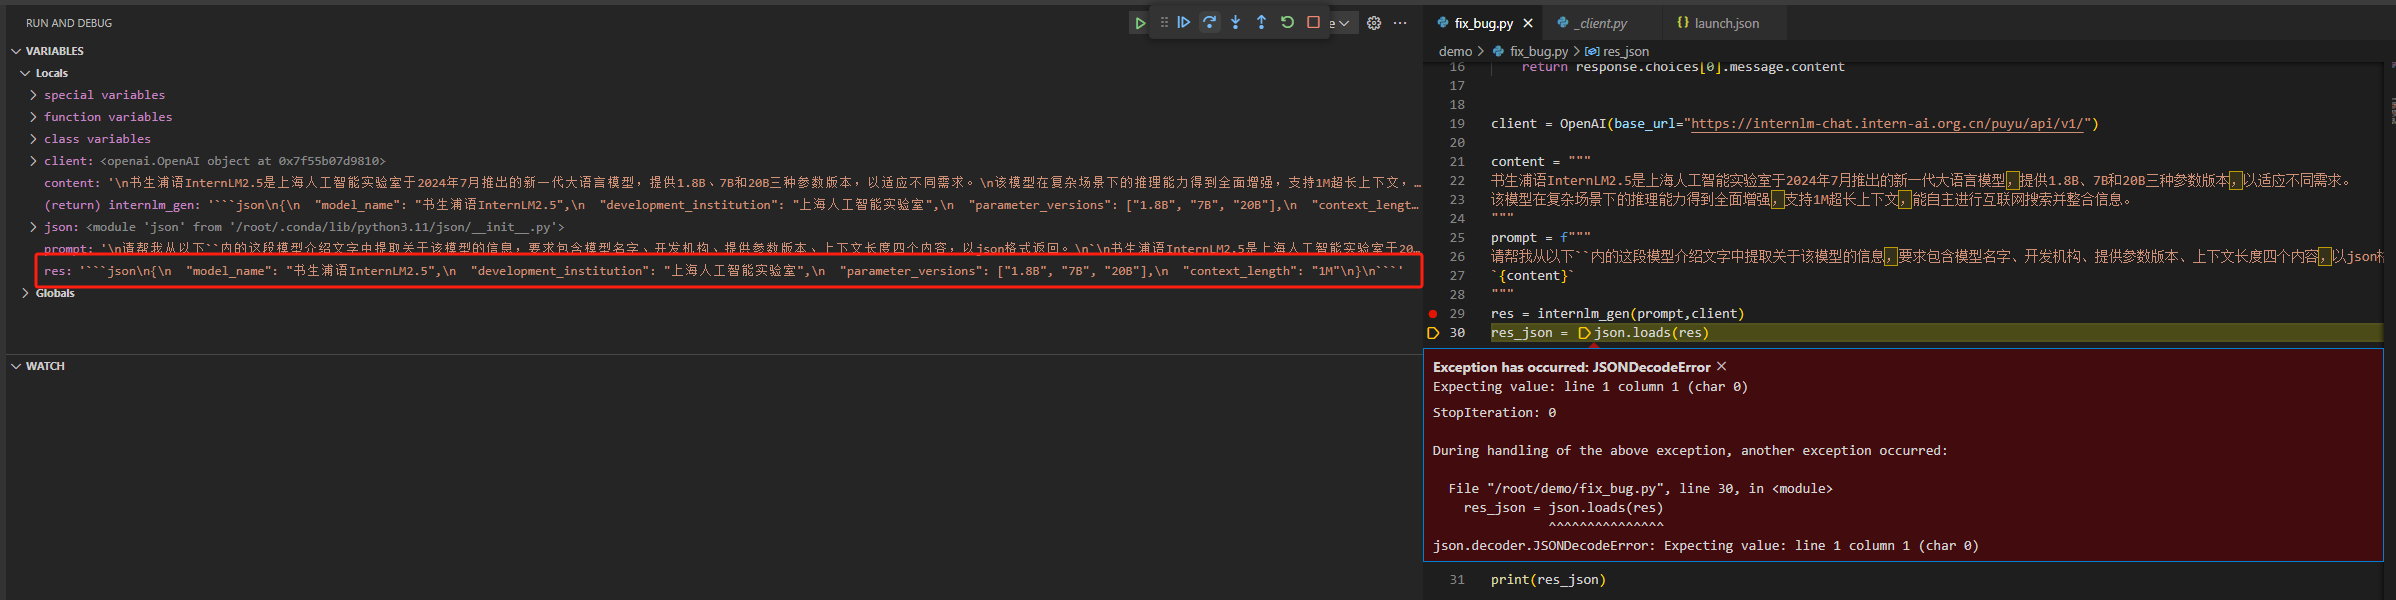 RUN AND DEBUG
VARIABLES
Locals
special variables
function variables
class variables
client: <openai.OpenAI object at 0x7f55b07d9810>
content: '\n书生浦语InternLM2.5是上海人工智能实验室于2024年7月推出的新一代大语言模型，提供1.8B、7B和20B三种参数版本，以适应不同需求。\n该模型在复杂场景下的推理能力得到全面增强，支持1M超长上下文，…
(return) internlm_gen: '```json\n{\n  "model_name": "书生浦语InternLM2.5",\n  "development_institution": "上海人工智能实验室",\n  "parameter_versions": ["1.8B", "7B", "20B"],\n  "context_lengt…
json: <module 'json' from '/root/.conda/lib/python3.11/json/__init__.py'>
prompt: '\n请帮我从以下``内的这段模型介绍文字中提取关于该模型的信息，要求包含模型名字、开发机构、提供参数版本、上下文长度四个内容，以json格式返回。\n`\n书生浦语InternLM2.5是上海人工智能实验室于20…
res: '```json\n{\n  "model_name": "书生浦语InternLM2.5",\n  "development_institution": "上海人工智能实验室",\n  "parameter_versions": ["1.8B", "7B", "20B"],\n  "context_length": "1M"\n}\n```'
Globals
WATCH
fix_bug.py
_client.py
launch.json
demo > fix_bug.py > res_json
16 return response.choices[0].message.content
17
18
19 client = OpenAI(base_url="https://internlm-chat.intern-ai.org.cn/puyu/api/v1/")
20
21 content = """
22 书生浦语InternLM2.5是上海人工智能实验室于2024年7月推出的新一代大语言模型，提供1.8B、7B和20B三种参数版本，以适应不同需求。
23 该模型在复杂场景下的推理能力得到全面增强，支持1M超长上下文，能自主进行互联网搜索并整合信息。
24 """
25 prompt = f"""
26 请帮我从以下``内的这段模型介绍文字中提取关于该模型的信息，要求包含模型名字、开发机构、提供参数版本、上下文长度四个内容，以json
27 `{content}`
28 """
29 res = internlm_gen(prompt,client)
30 res_json = json.loads(res)
Exception has occurred: JSONDecodeError
Expecting value: line 1 column 1 (char 0)
StopIteration: 0
During handling of the above exception, another exception occurred:
File "/root/demo/fix_bug.py", line 30, in <module>
res_json = json.loads(res)
^^^^^^^^^^^^^^^
json.decoder.JSONDecodeError: Expecting value: line 1 column 1 (char 0)
31 print(res_json)